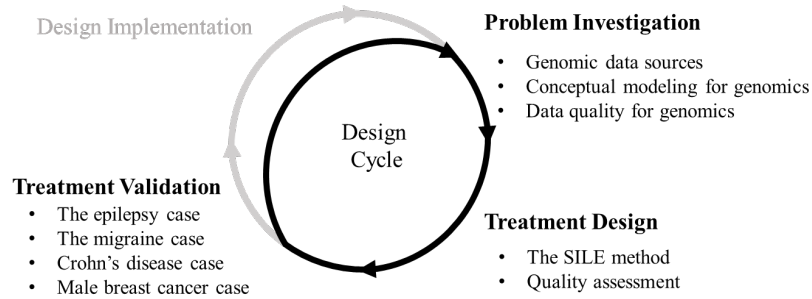 Design Implementation
Problem Investigation
• Genomic data sources
• Conceptual modeling for genomics
• Data quality for genomics
Design
Cycle
Treatment Validation
• The epilepsy case
• The migraine case
• Crohn's disease case
• Male breast cancer case
Treatment Design
• The SILE method
• Quality assessment